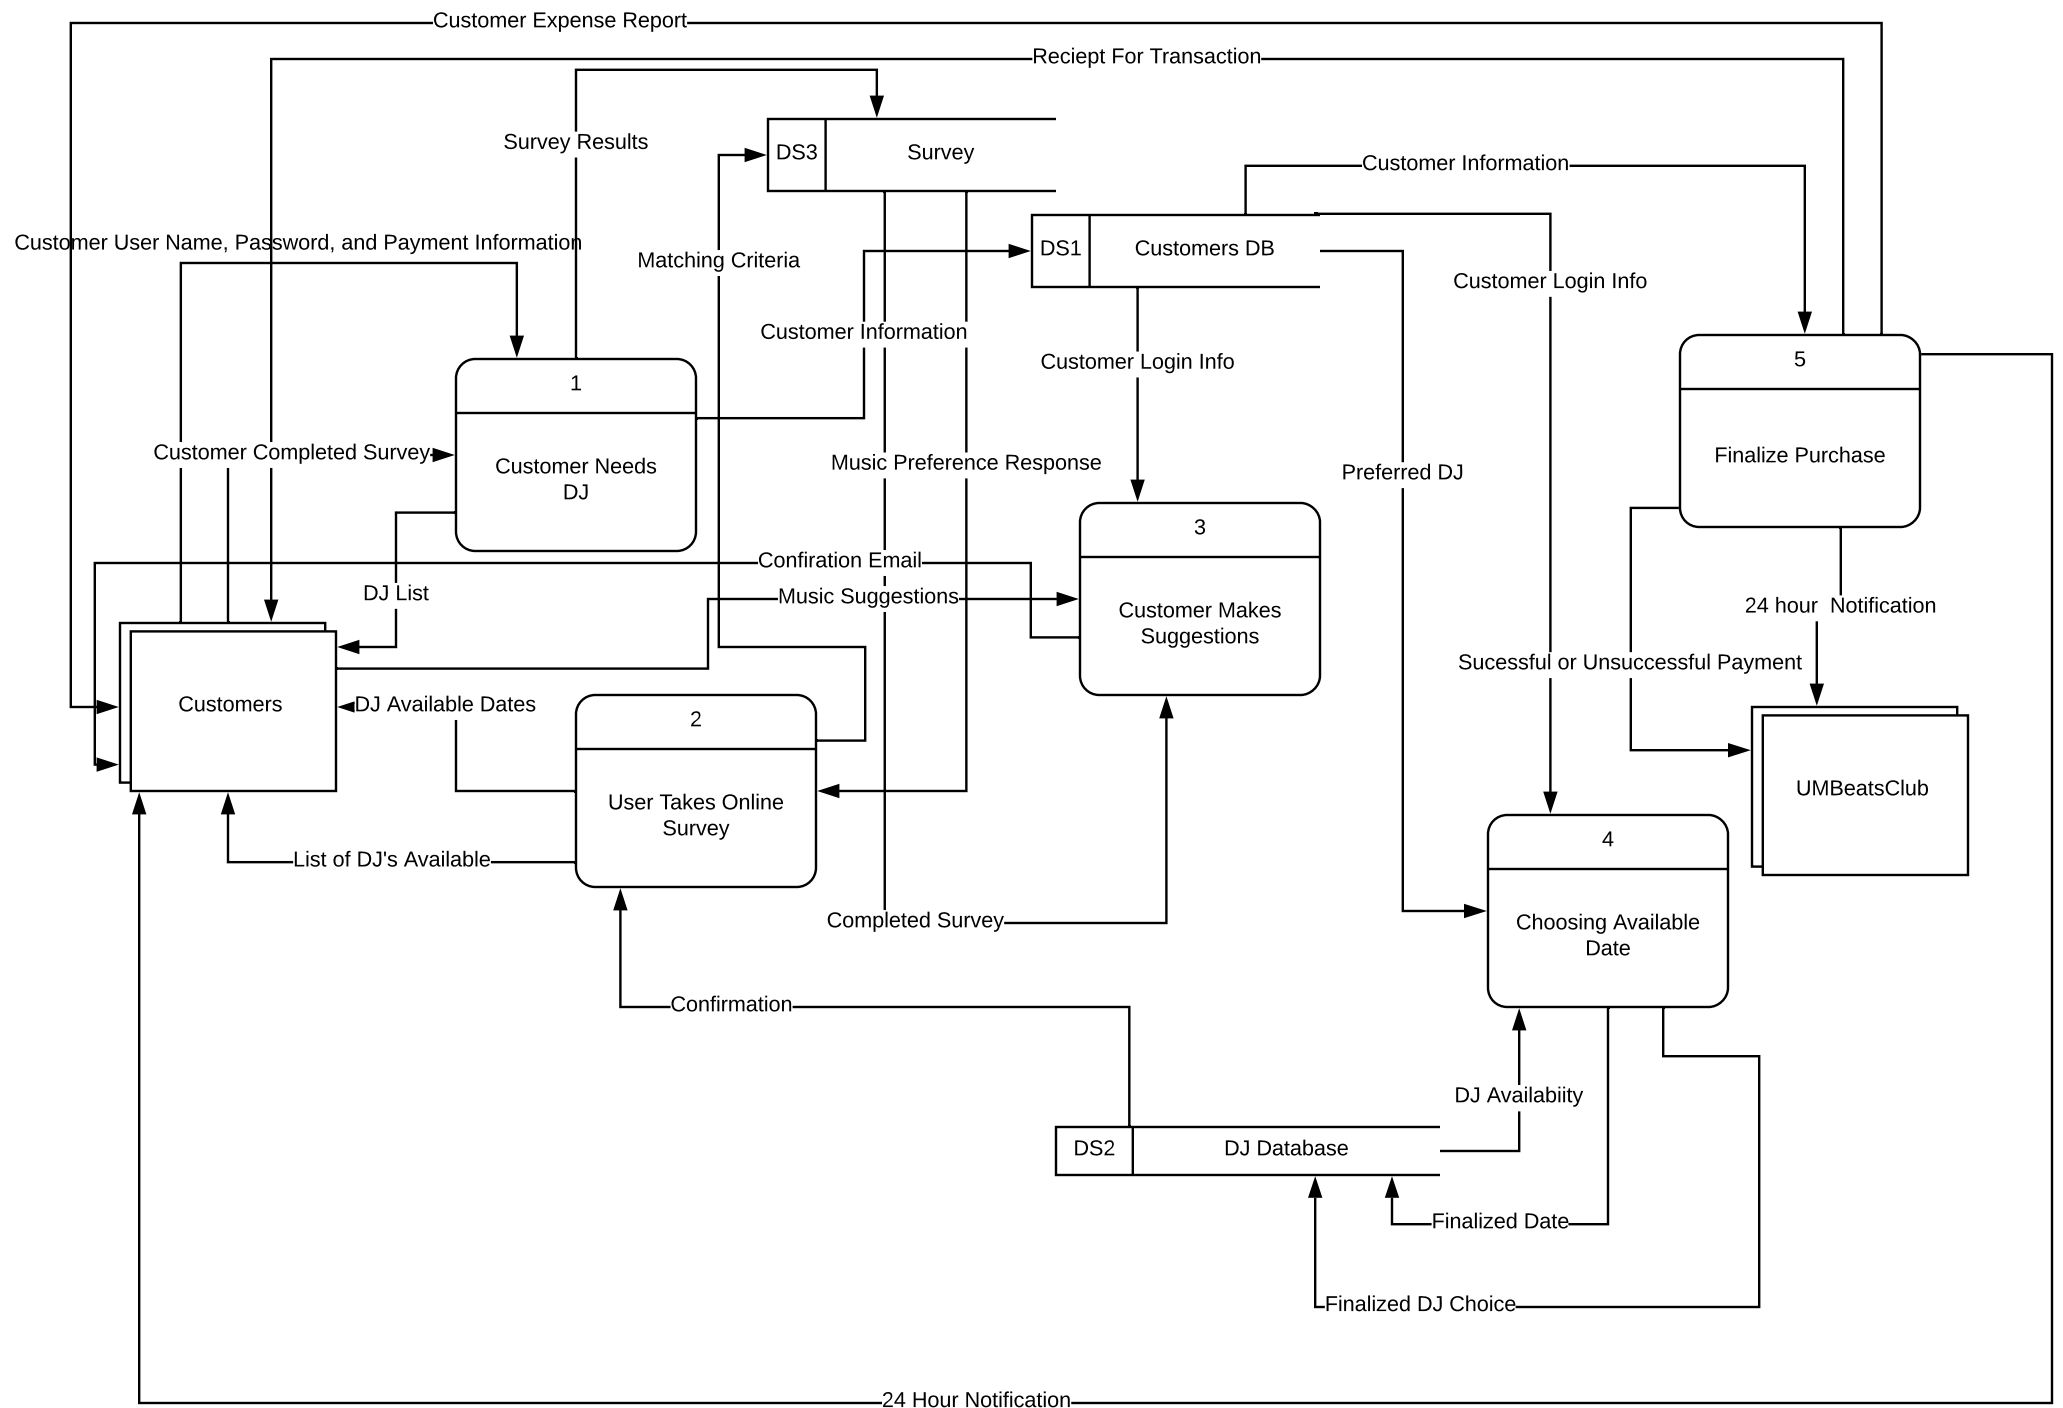 Customer Expense Report
Reciept For Transaction
Survey Results
DS3
Survey
Customer Information
Customer User Name, Password, and Payment Information
Matching Criteria
DS1
Customers DB
Customer Login Info
Customer Information
Customer Login Info
5
1
Customer Completed Survey
Customer Needs
DJ
Music Preference Response
Preferred DJ
Finalize Purchase
3
Confiration Email
DJ List
Music Suggestions
Customer Makes
Suggestions
24 hour  Notification
Sucessful or Unsuccessful Payment
Customers
DJ Available Dates
2
User Takes Online
Survey
UMBeatsClub
List of DJ's Available
4
Completed Survey
Choosing Available
Date
Confirmation
DJ Availabiity
DS2
DJ Database
Finalized Date
Finalized DJ Choice
24 Hour Notification